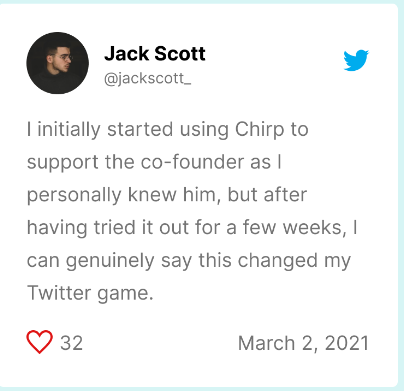 Jack Scott
@jackscott_
I initially started using Chirp to
support the co-founder as I
personally knew him, but after
having tried it out for a few weeks, I
can genuinely say this changed my
Twitter game.
32
March 2, 2021